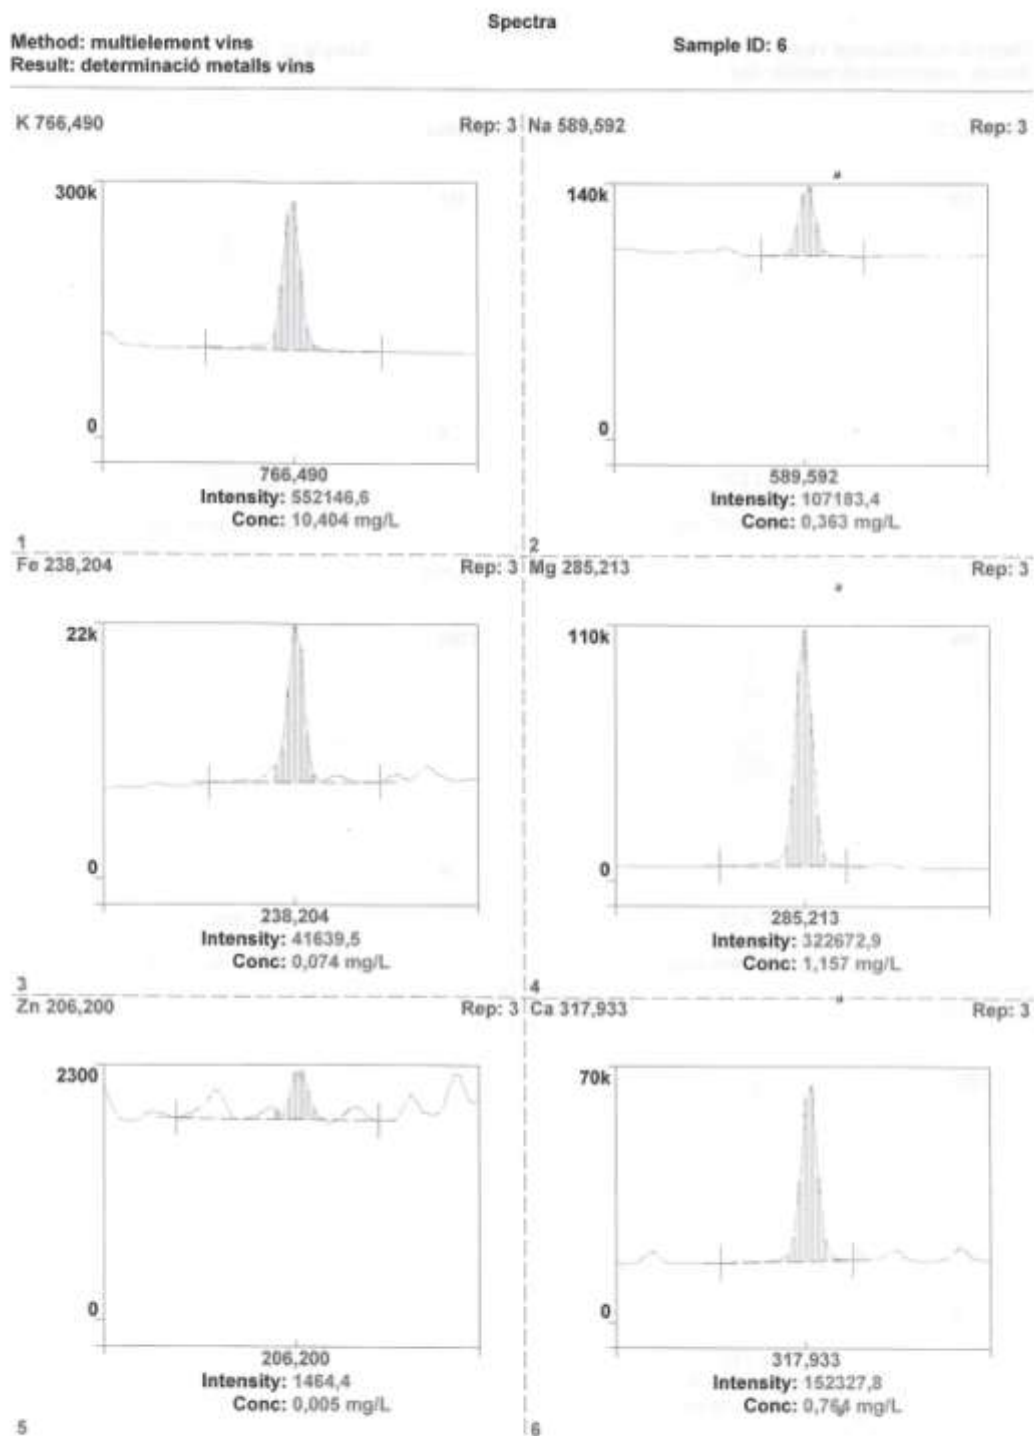 Spectra
Method: multielement vins
Sample ID: 6
Result: determinació metalls vins
K 766,490
Rep: 3
300k
0
766,490
Intensity: 552146,6
Conc: 10,404 mg/L
1
Na 589,592
Rep: 3
140k
0
589,592
Intensity: 107183,4
Conc: 0,363 mg/L
2
Fe 238,204
Rep: 3
22k
0
238,204
Intensity: 41639,5
Conc: 0,074 mg/L
3
Mg 285,213
Rep: 3
110k
0
285,213
Intensity: 322672,9
Conc: 1,157 mg/L
4
Zn 206,200
Rep: 3
2300
0
206,200
Intensity: 1464,4
Conc: 0,005 mg/L
5
Ca 317,933
Rep: 3
70k
0
317,933
Intensity: 152327,8
Conc: 0,764 mg/L
6